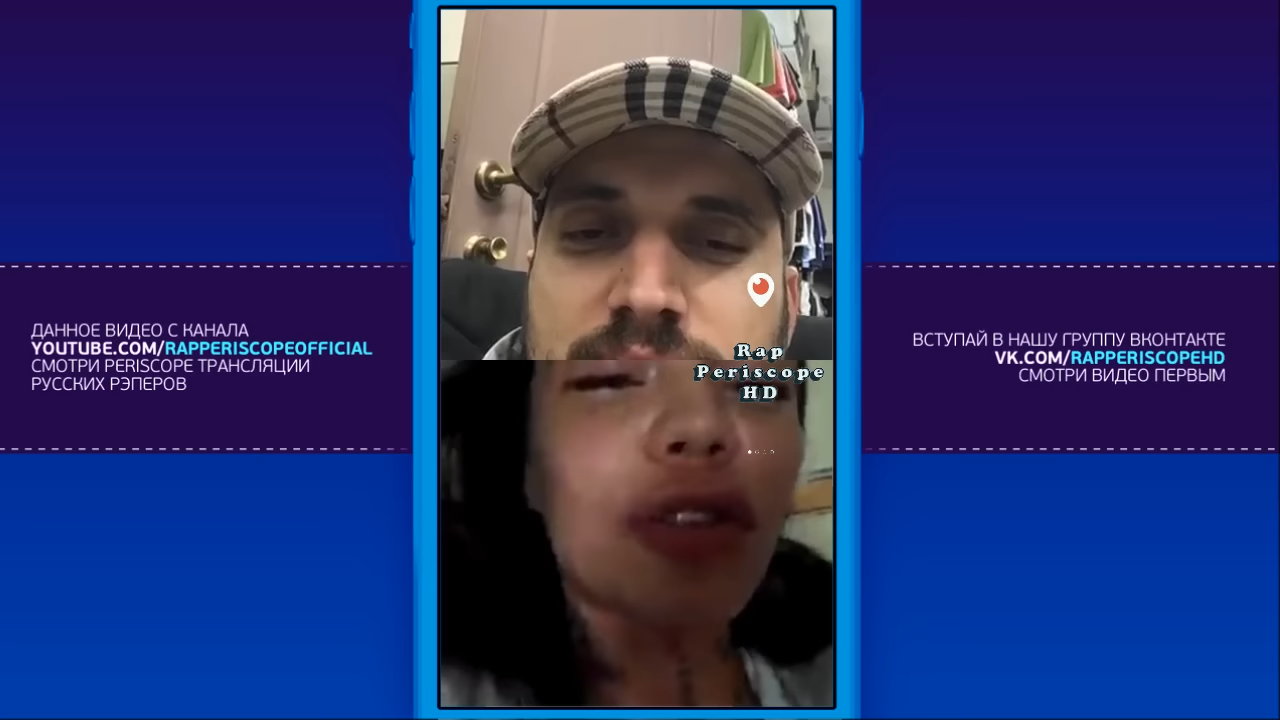 ДАННОЕ ВИДЕО С КАНАЛА
YOUTUBE.COM/RAPPERISCOPEOFFICIAL
СМОТРИ PERISCOPE ТРАНСЛЯЦИИ
РУССКИХ РЭПЕРОВ
Rap
Periscope
HD
ВСТУПАЙ В НАШУ ГРУППУ ВКОНТАКТЕ
VK.COM/RAPPERISCOPEHD
СМОТРИ ВИДЕО ПЕРВЫМ